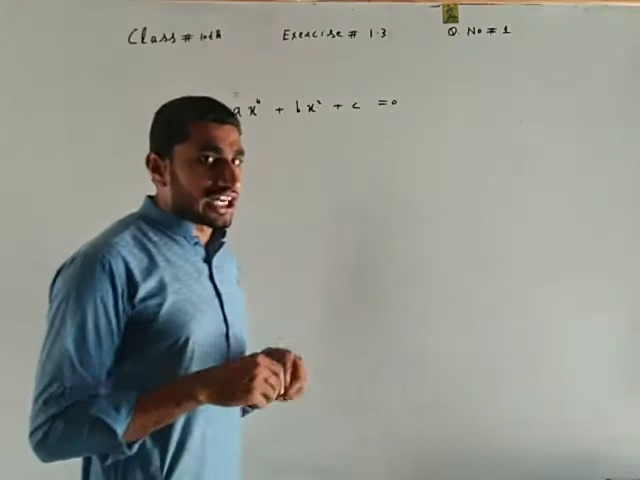 Class # 10th Exercise # 1.3 Q. No # 1
ax⁴ + bx² + c = 0